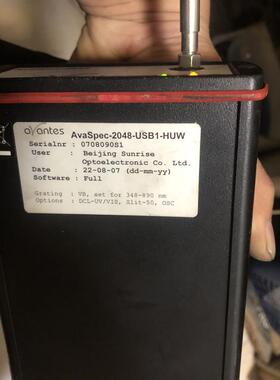 avantes
AvaSpec-2048-USB1-HUW
Serialnr : 0708090S1
User : Beijing Sunrise
Optoelectronic Co. Ltd.
Date : 22-08-07 (dd-mm-yy)
Software : Full
Grating : VB, set for 348-890 nm
Options : DCL-UV/VIS, Slit-50, OSC